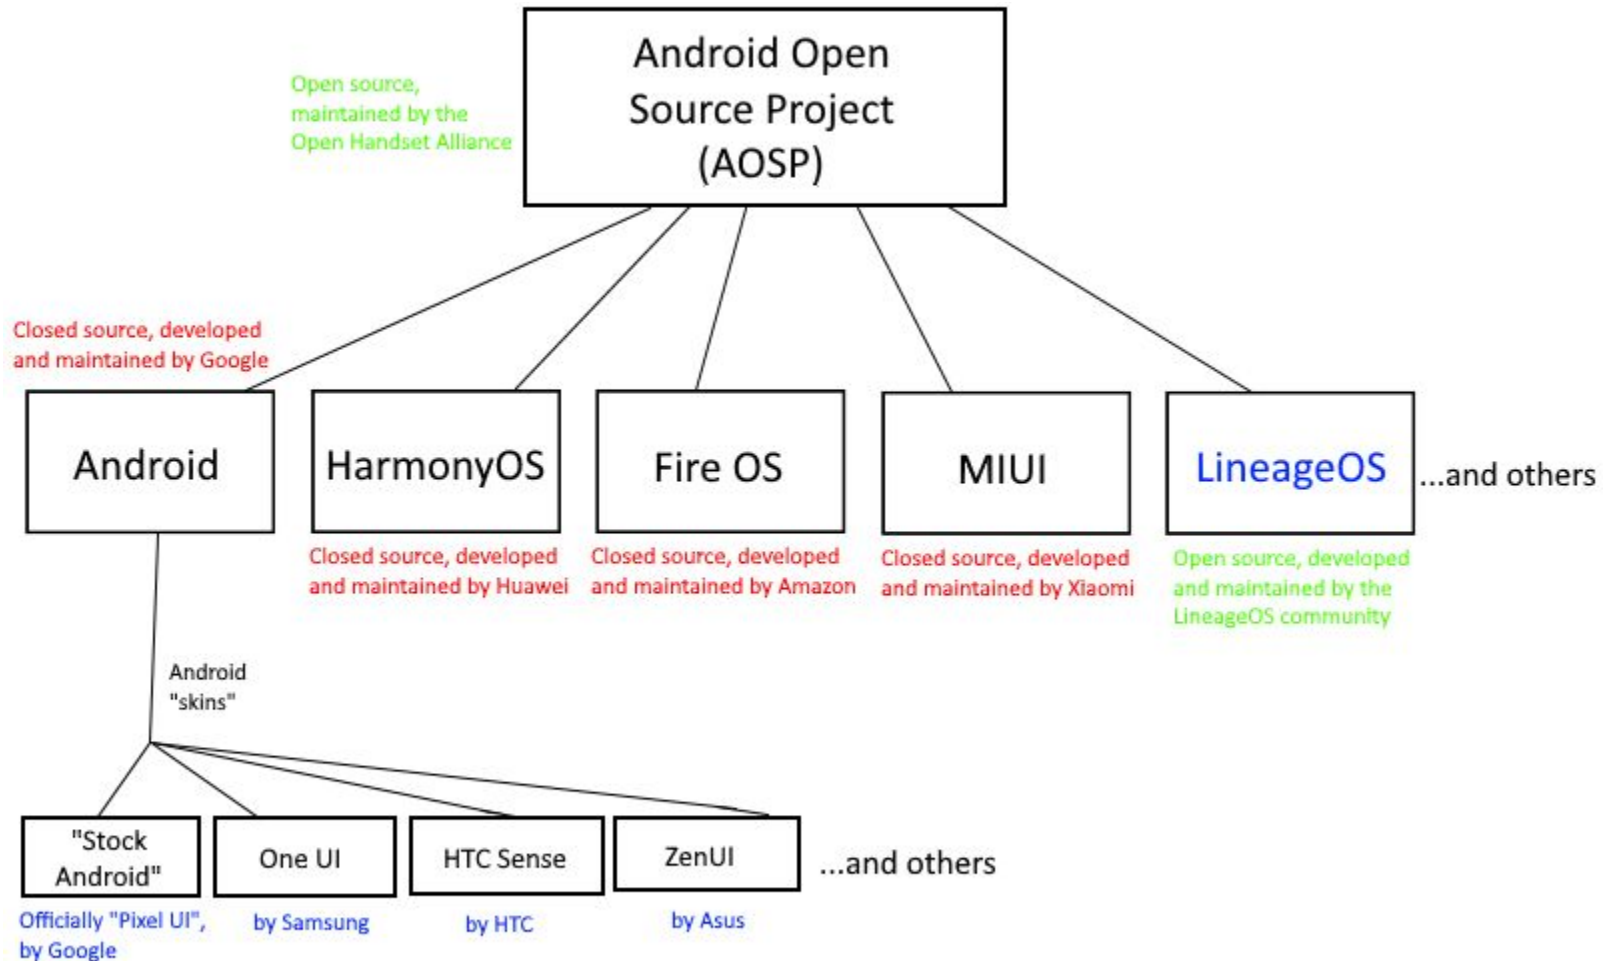 Android Open
Source Project
(AOSP)
Open source,
maintained by the
Open Handset Alliance
Closed source, developed
and maintained by Google
Android
HarmonyOS
Fire OS
MIUI
LineageOS
...and others
Closed source, developed
and maintained by Huawei
Closed source, developed
and maintained by Amazon
Closed source, developed
and maintained by Xiaomi
Open source, developed
and maintained by the
LineageOS community
Android
"skins"
"Stock
Android"
One UI
HTC Sense
ZenUI
...and others
Officially "Pixel UI",
by Google
by Samsung
by HTC
by Asus